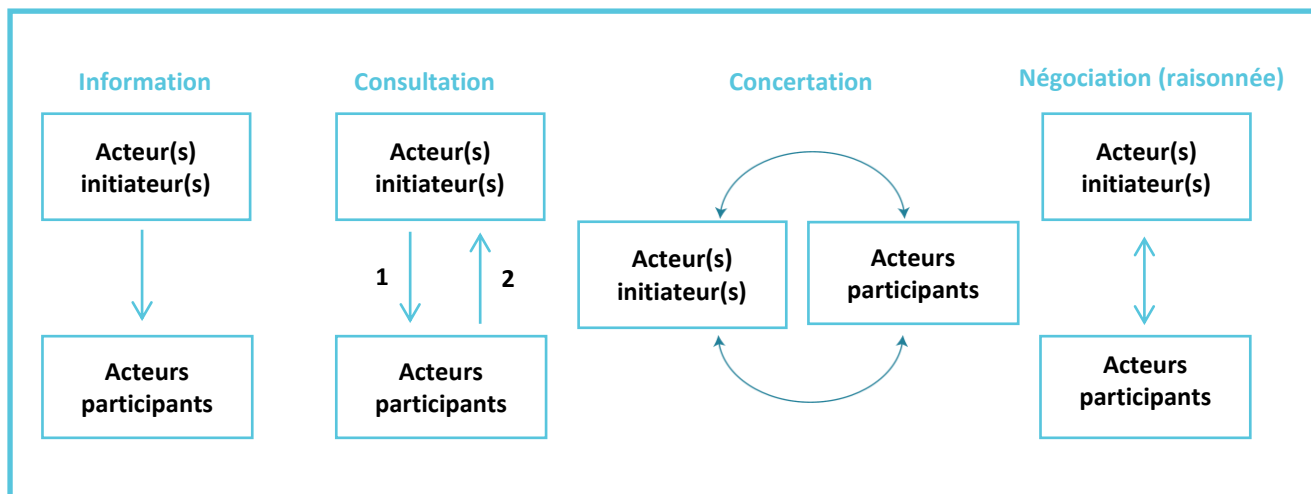 Information
Acteur(s)
initiateur(s)
Acteurs
participants
Consultation
Acteur(s)
initiateur(s)
1
2
Acteurs
participants
Concertation
Acteur(s)
initiateur(s)
Acteurs
participants
Négociation (raisonnée)
Acteur(s)
initiateur(s)
Acteurs
participants